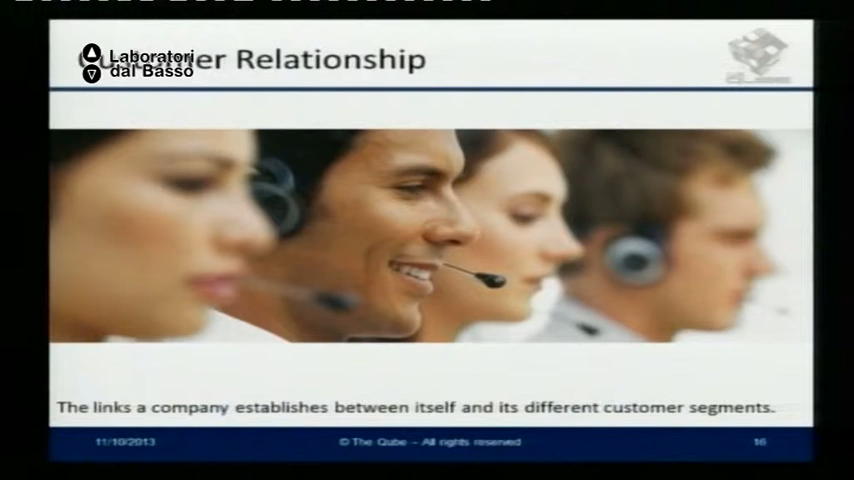 Customer Relationship
Laboratori
dal Basso
The links a company establishes between itself and its different customer segments.
11/10/2013
© The Qube – All rights reserved
16